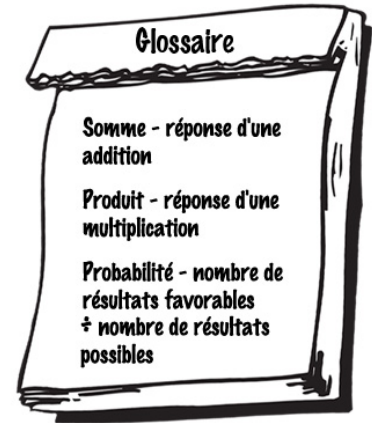 Glossaire
Somme - réponse d'une
addition
Produit - réponse d'une
multiplication
Probabilité - nombre de
résultats favorables
÷ nombre de résultats
possibles